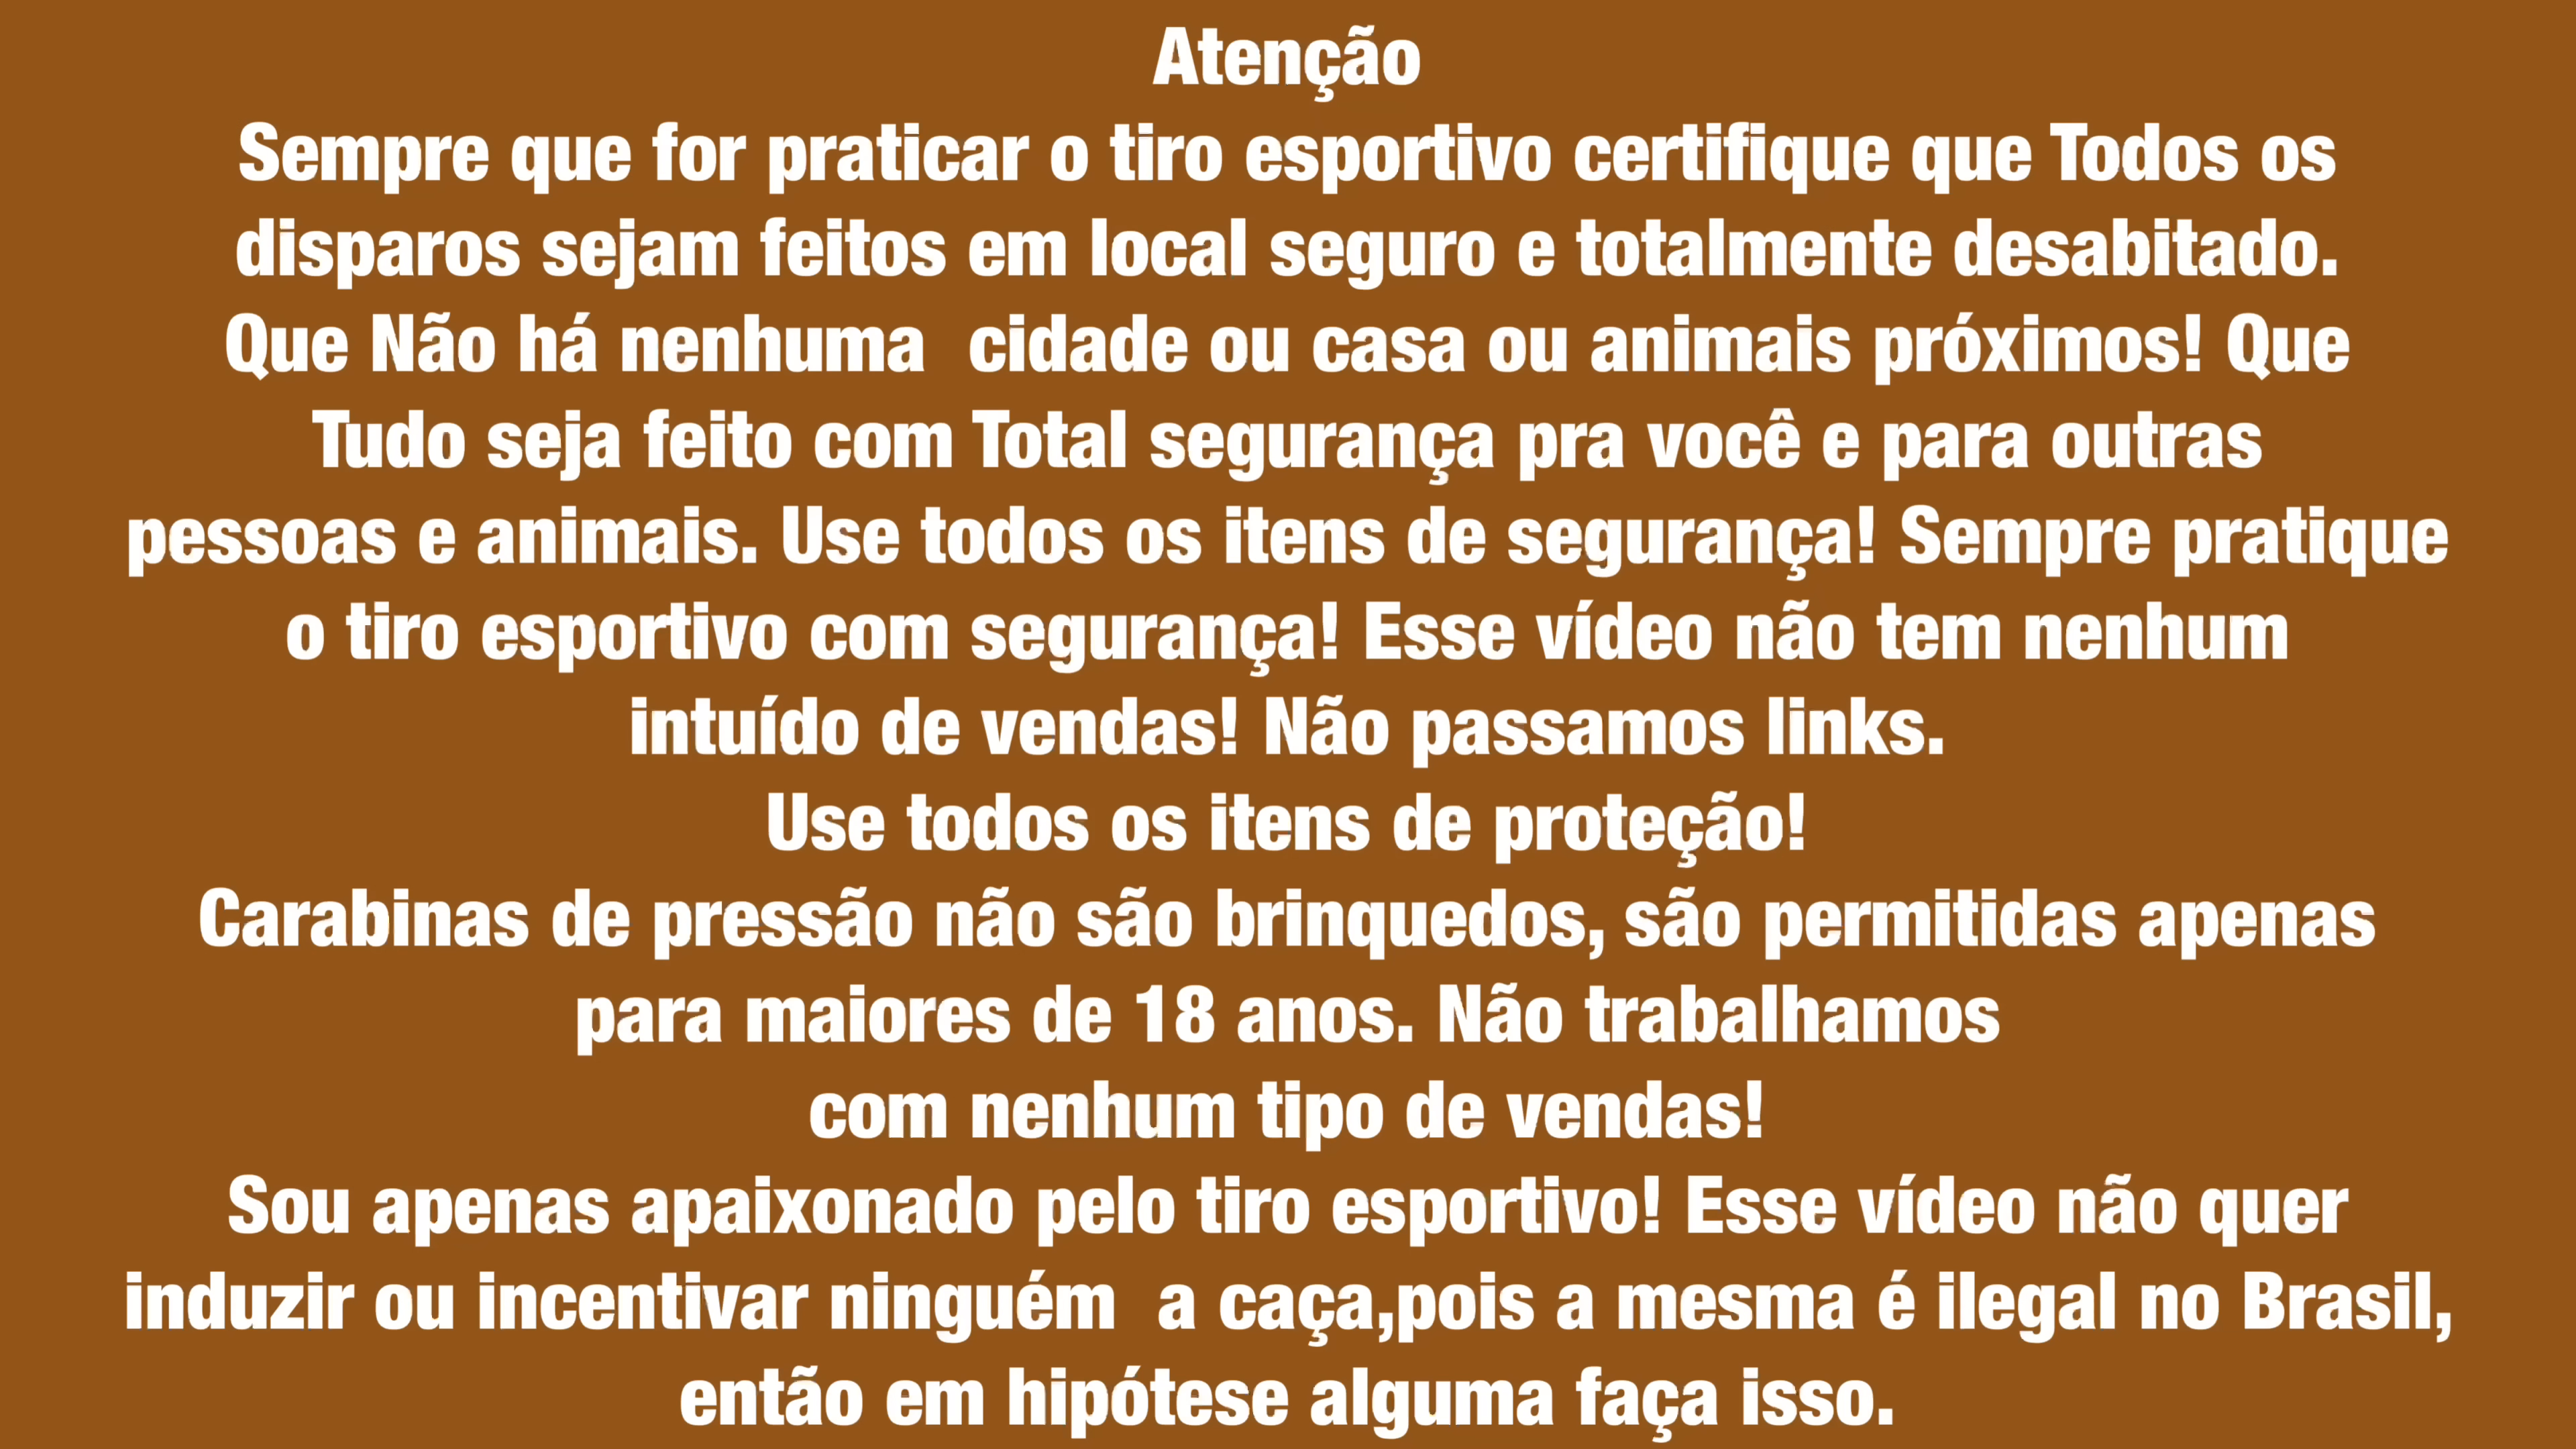 Atenção
Sempre que for praticar o tiro esportivo certifique que Todos os
disparos sejam feitos em local seguro e totalmente desabitado.
Que Não há nenhuma  cidade ou casa ou animais próximos! Que
Tudo seja feito com Total segurança pra você e para outras
pessoas e animais. Use todos os itens de segurança! Sempre pratique
o tiro esportivo com segurança! Esse vídeo não tem nenhum
intuído de vendas! Não passamos links.
Use todos os itens de proteção!
Carabinas de pressão não são brinquedos, são permitidas apenas
para maiores de 18 anos. Não trabalhamos
com nenhum tipo de vendas!
Sou apenas apaixonado pelo tiro esportivo! Esse vídeo não quer
induzir ou incentivar ninguém  a caça,pois a mesma é ilegal no Brasil,
então em hipótese alguma faça isso.